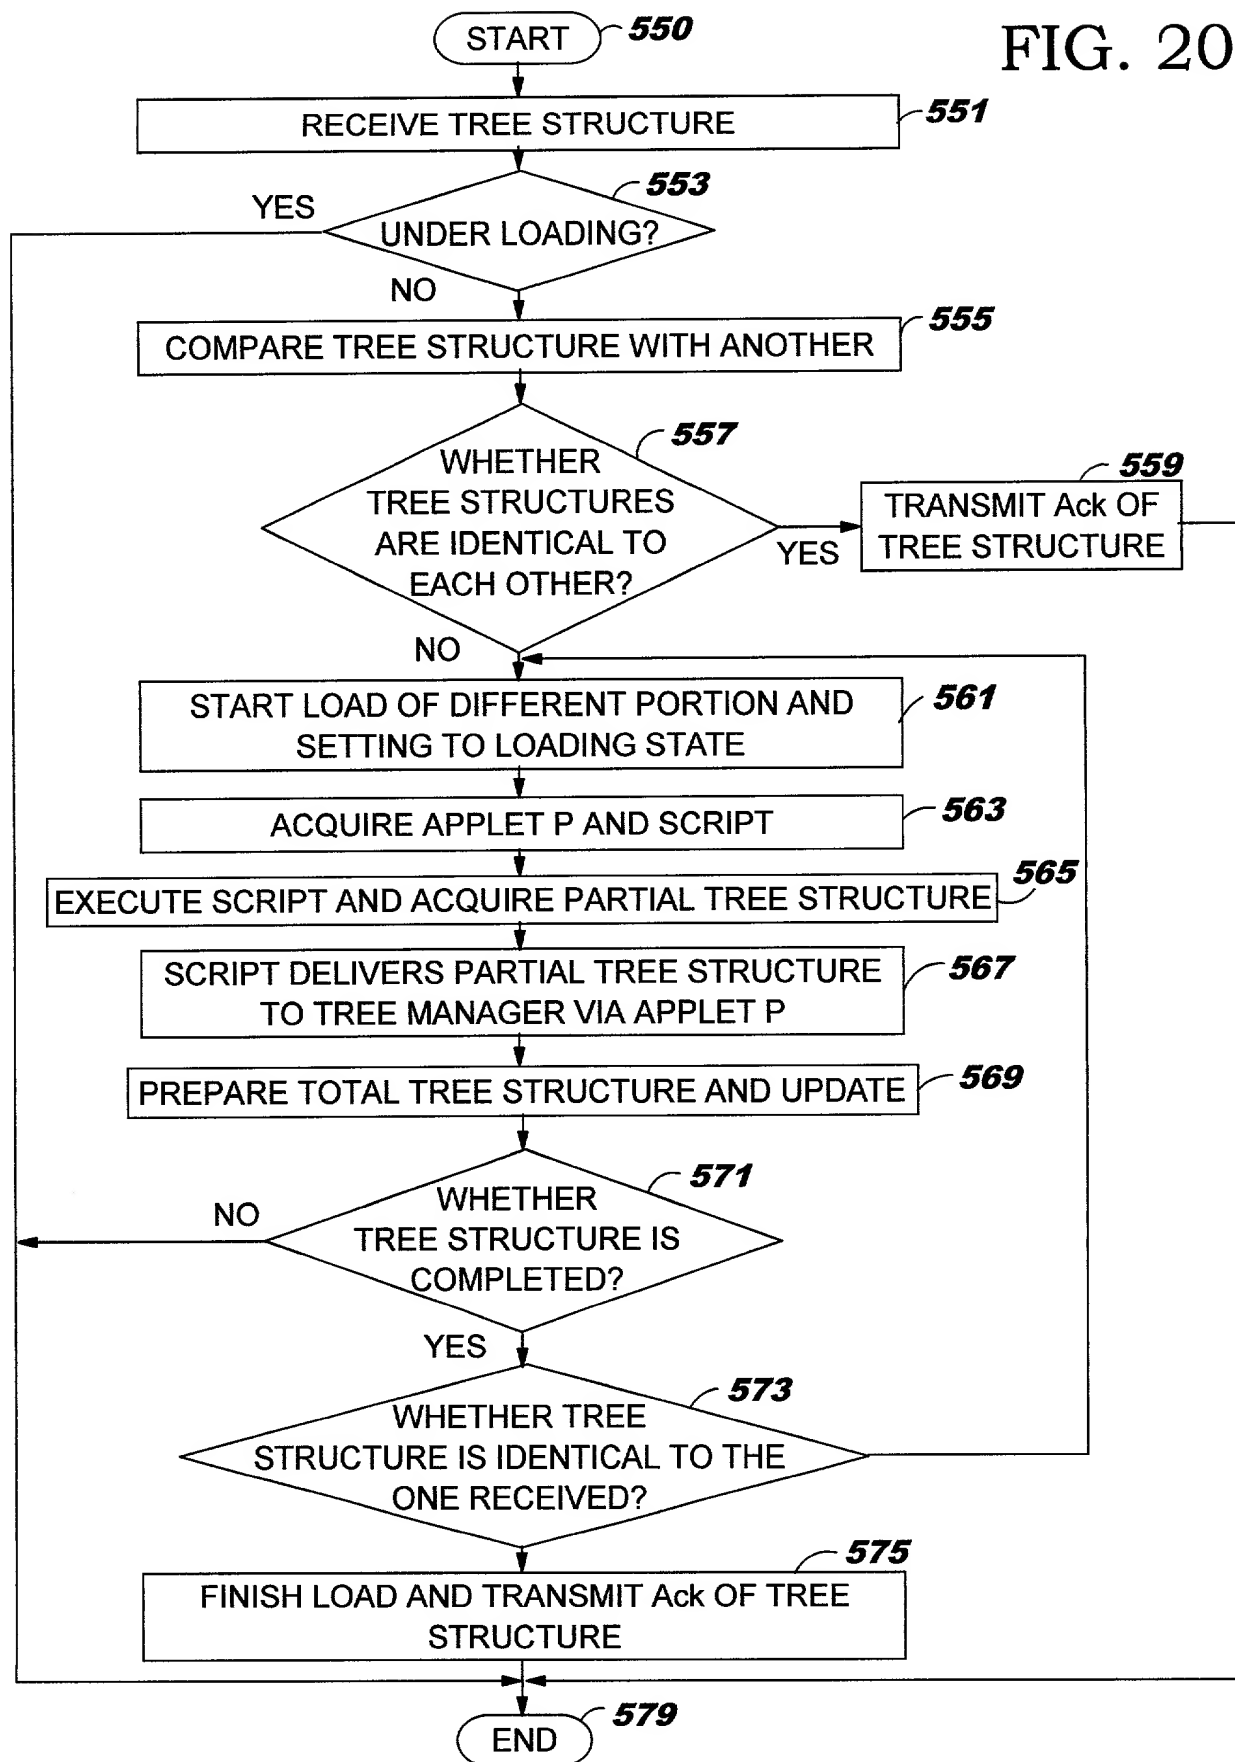 FIG. 20
START
550
RECEIVE TREE STRUCTURE
551
553
YES
UNDER LOADING?
NO
555
COMPARE TREE STRUCTURE WITH ANOTHER
557
WHETHER
TREE STRUCTURES
ARE IDENTICAL TO
EACH OTHER?
YES
559
TRANSMIT Ack OF
TREE STRUCTURE
NO
561
START LOAD OF DIFFERENT PORTION AND
SETTING TO LOADING STATE
563
ACQUIRE APPLET P AND SCRIPT
565
EXECUTE SCRIPT AND ACQUIRE PARTIAL TREE STRUCTURE
567
SCRIPT DELIVERS PARTIAL TREE STRUCTURE
TO TREE MANAGER VIA APPLET P
569
PREPARE TOTAL TREE STRUCTURE AND UPDATE
571
WHETHER
TREE STRUCTURE IS
COMPLETED?
NO
YES
573
WHETHER TREE
STRUCTURE IS IDENTICAL TO THE
ONE RECEIVED?
575
FINISH LOAD AND TRANSMIT Ack OF TREE
STRUCTURE
579
END